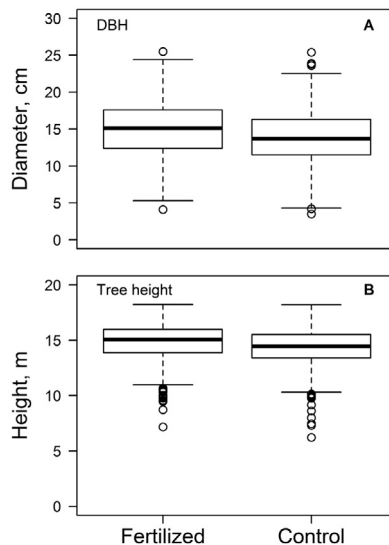 DBH
A
30
25
20
15
10
5
0
Diameter, cm
Tree height
B
20
15
10
5
0
Height, m
Fertilized
Control